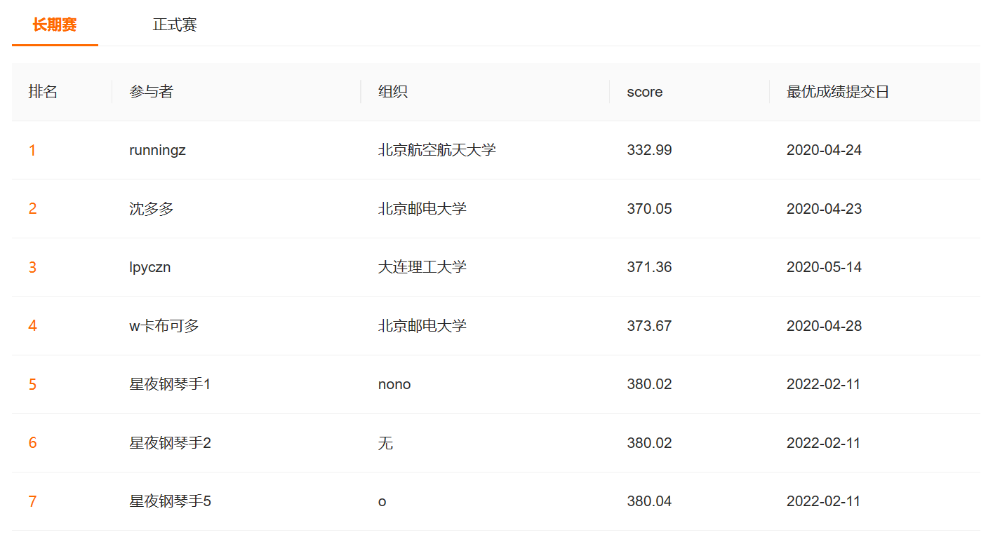 长期赛 正式赛
排名 参与者 组织 score 最优成绩提交日
1 runningz 北京航空航天大学 332.99 2020-04-24
2 沈多多 北京邮电大学 370.05 2020-04-23
3 lpyczn 大连理工大学 371.36 2020-05-14
4 w卡布可多 北京邮电大学 373.67 2020-04-28
5 星夜钢琴手1 nono 380.02 2022-02-11
6 星夜钢琴手2 无 380.02 2022-02-11
7 星夜钢琴手5 o 380.04 2022-02-11